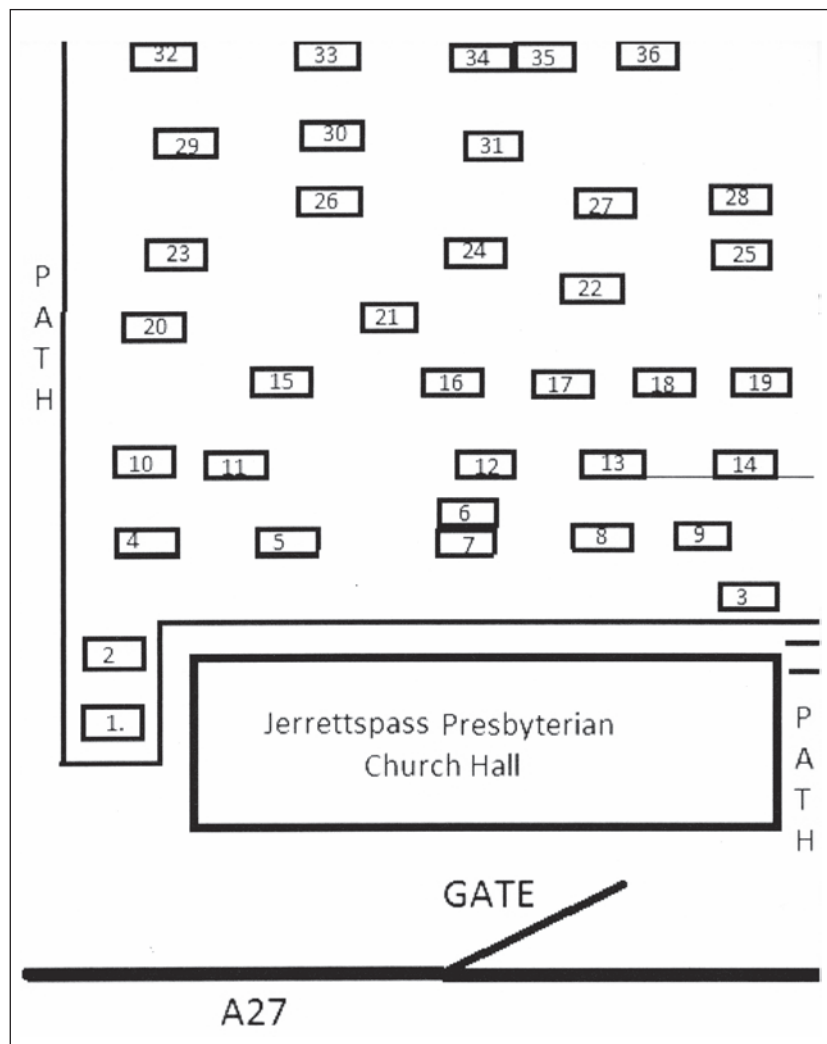 32 33 34 35 36
29 30 31
26 27 28
23 24 25
22
20 21
15 16 17 18 19
10 11 12 13 14
6
4 5 7 8 9
3
2
1.
PATH
Jerrettspass Presbyterian
Church Hall
PATH
GATE
A27